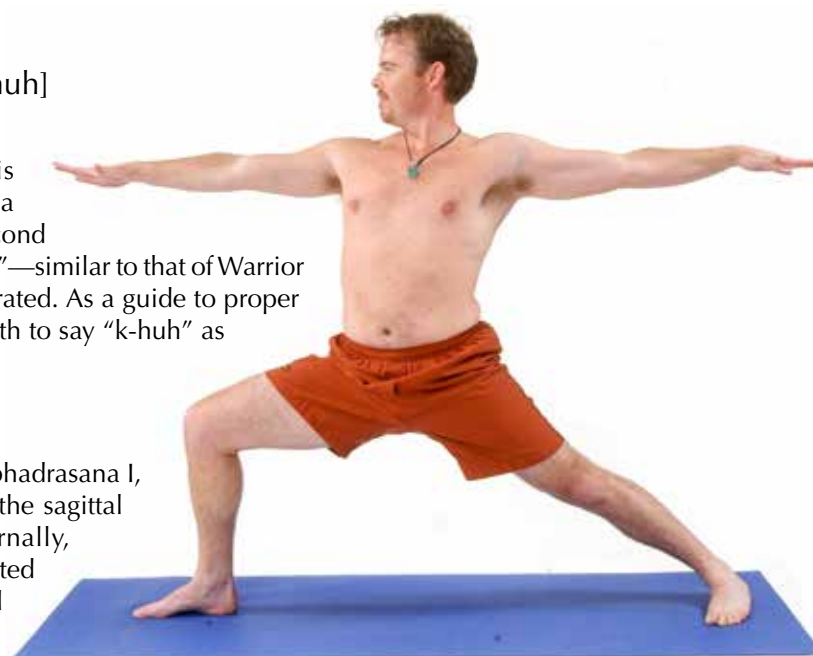 uh]
is
a
cond
”—similar to that of Warrior
rated. As a guide to proper
th to say “k-huh” as
bhadrasana I,
the sagittal
rnally,
ted